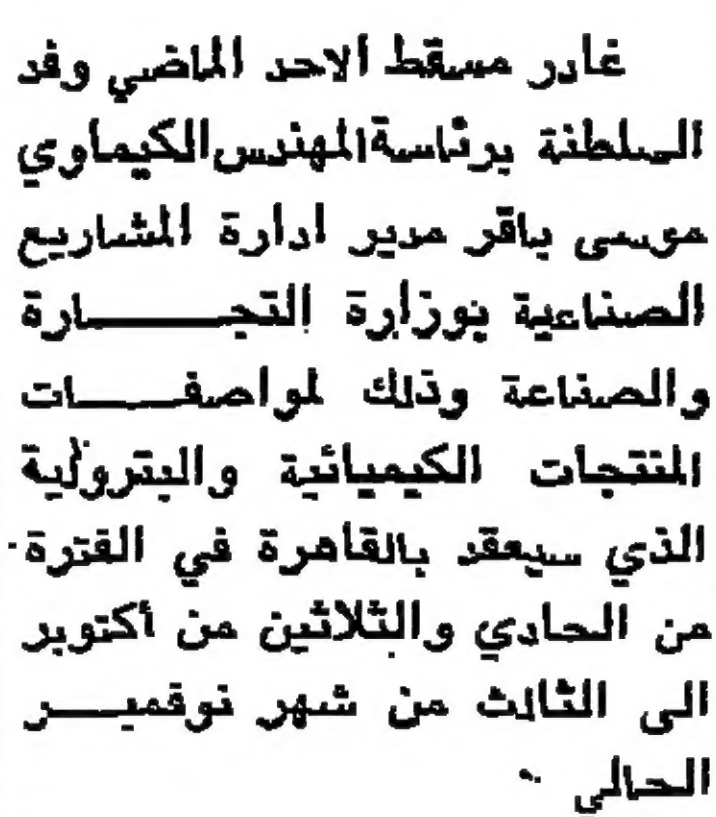 غادر مسقط الاحد الماضي وفد
السلطنة برئاسة المهندس الكيماوي
موسى باقر مدير ادارة المشاريع
الصناعية بوزارة التجـــــارة
والصناعة وذلك لمواصفـــات
المنتجات الكيميائية والبترولية
الذي سيعقد بالقاهرة في الفترة
من الحادي والثلاثين من أكتوبر
الى الثالث من شهر نوفمبـــر
الحالي .